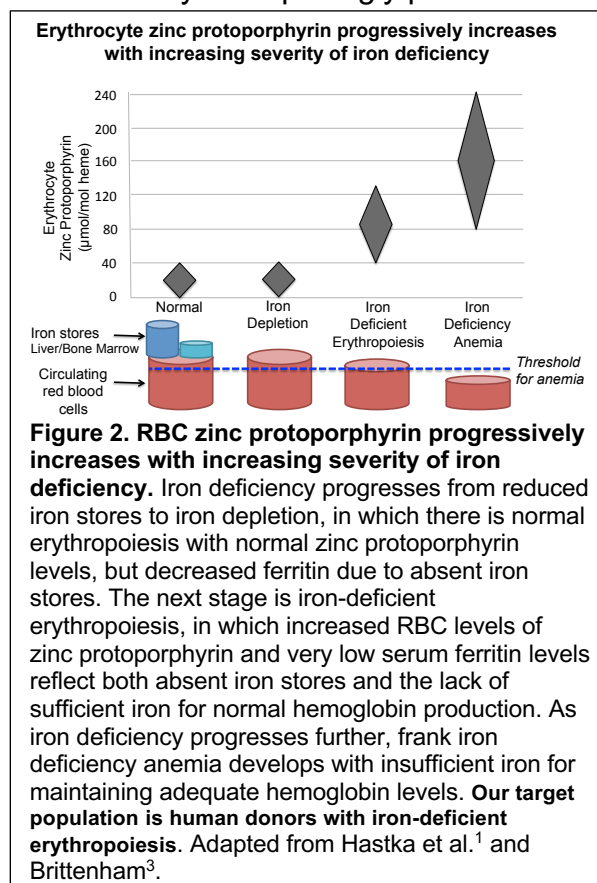 Erythrocyte zinc protoporphyrin progressively increases
with increasing severity of iron deficiency
240
200
160
120
80
40
0
Erythrocyte
Zinc Protoporphyrin
(μmol/mol heme)
Normal
Iron
Depletion
Iron
Deficient
Erythropoiesis
Iron
Deficiency
Anemia
Iron stores
Liver/Bone Marrow
Circulating
red blood
cells
Threshold
for anemia
Figure 2. RBC zinc protoporphyrin progressively
increases with increasing severity of iron
deficiency. Iron deficiency progresses from reduced
iron stores to iron depletion, in which there is normal
erythropoiesis with normal zinc protoporphyrin
levels, but decreased ferritin due to absent iron
stores. The next stage is iron-deficient
erythropoiesis, in which increased RBC levels of
zinc protoporphyrin and very low serum ferritin levels
reflect both absent iron stores and the lack of
sufficient iron for normal hemoglobin production. As
iron deficiency progresses further, frank iron
deficiency anemia develops with insufficient iron for
maintaining adequate hemoglobin levels. Our target
population is human donors with iron-deficient
erythropoiesis. Adapted from Hastka et al.¹ and
Brittenham³.